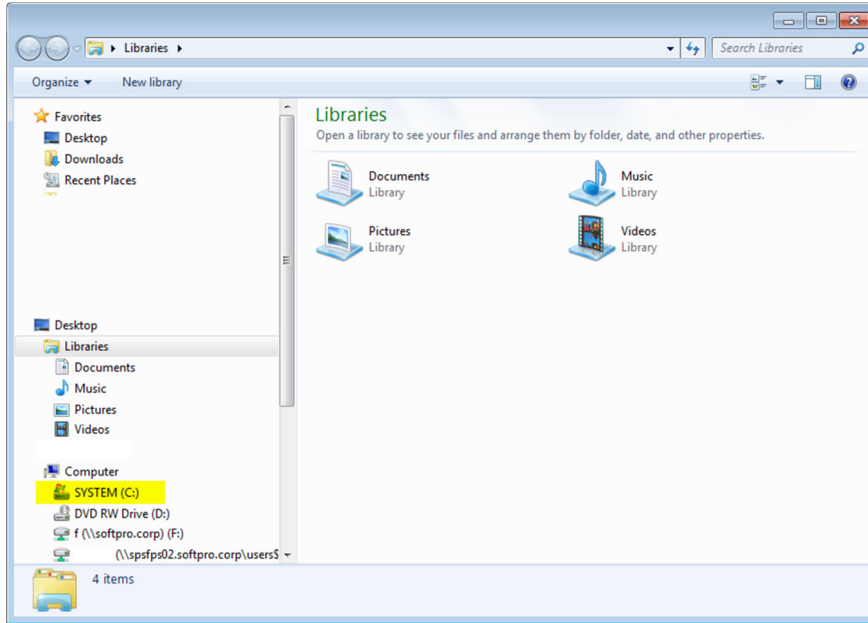 Libraries
Search Libraries
Organize
New library
Favorites
Desktop
Downloads
Recent Places
Desktop
Libraries
Documents
Music
Pictures
Videos
Computer
SYSTEM (C:)
DVD RW Drive (D:)
f (\\softpro.corp) (F:)
(\\spsfps02.softpro.corp\users$
Libraries
Open a library to see your files and arrange them by folder, date, and other properties.
Documents
Library
Music
Library
Pictures
Library
Videos
Library
4 items